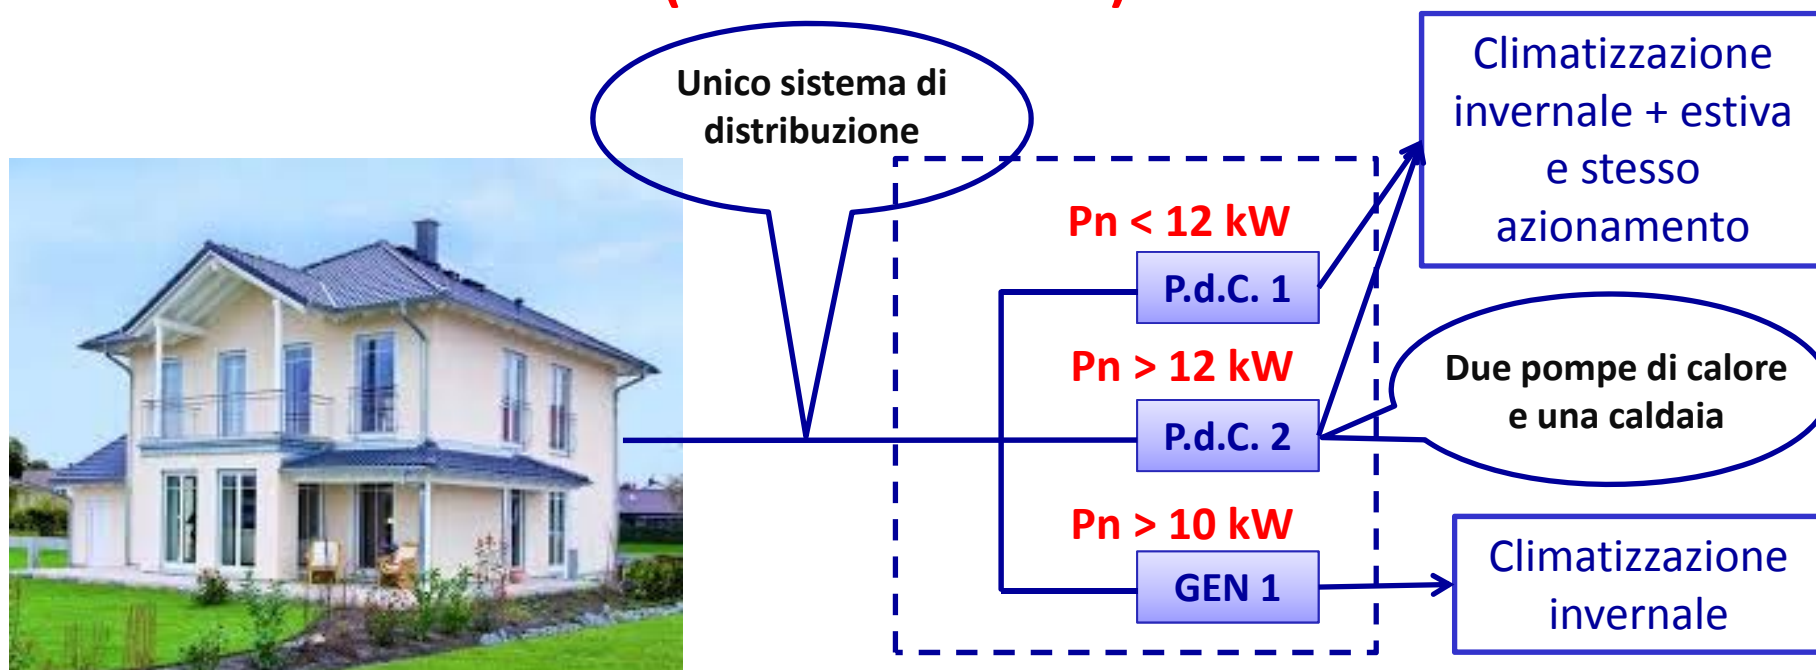 Unico sistema di
distribuzione
Climatizzazione
invernale + estiva
e stesso
azionamento
Pn < 12 kW
P.d.C. 1
Pn > 12 kW
P.d.C. 2
Due pompe di calore
e una caldaia
Pn > 10 kW
GEN 1
Climatizzazione
invernale